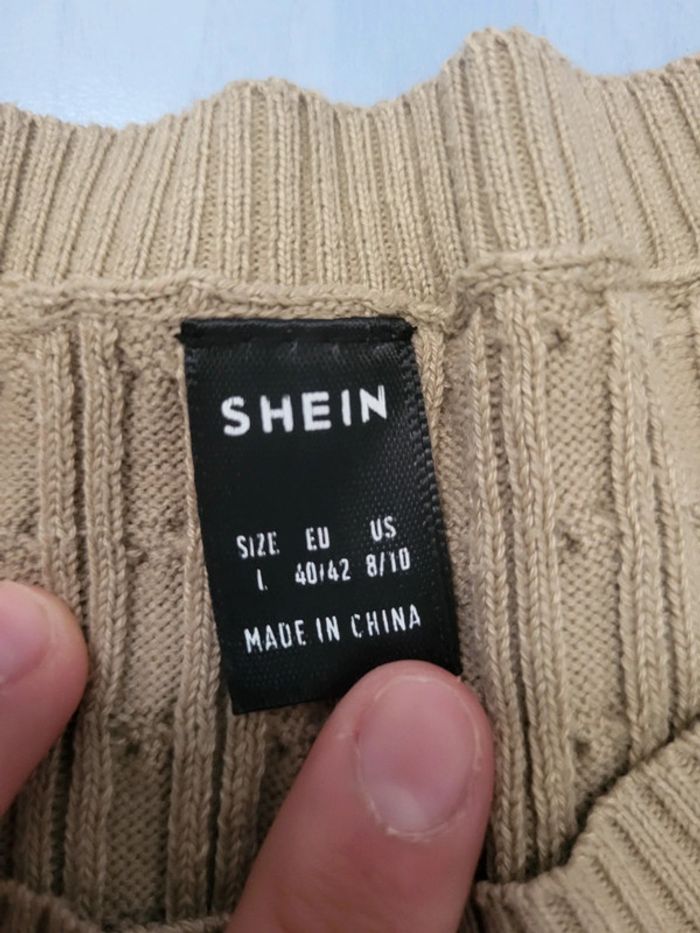 SHEIN
SIZE EU US
L 40/42 8/10
MADE IN CHINA